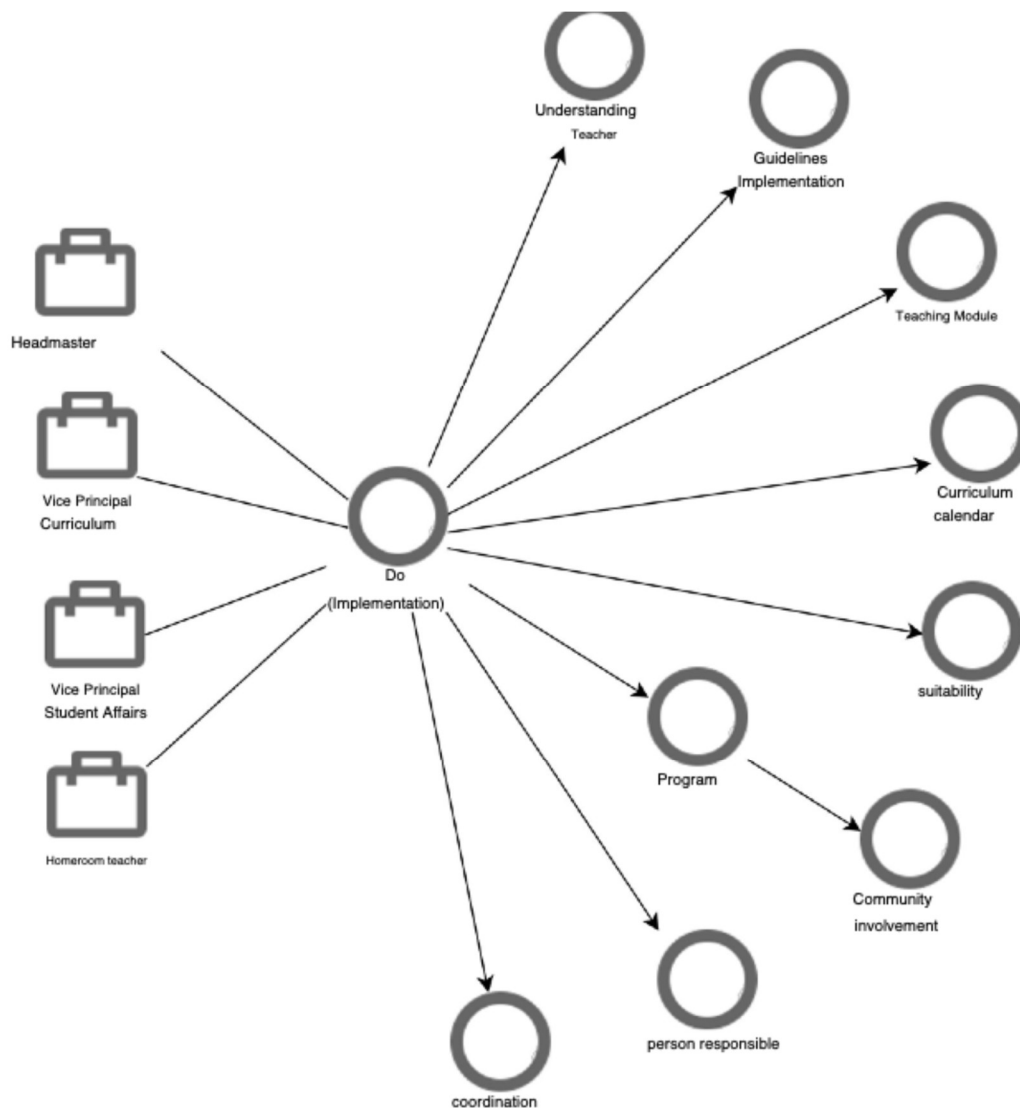 Understanding
Teacher
Guidelines
Implementation
Teaching Module
Headmaster
Curriculum
calendar
Vice Principal
Curriculum
Do
(Implementation)
Vice Principal
Student Affairs
suitability
Program
Homeroom teacher
Community
involvement
person responsible
coordination